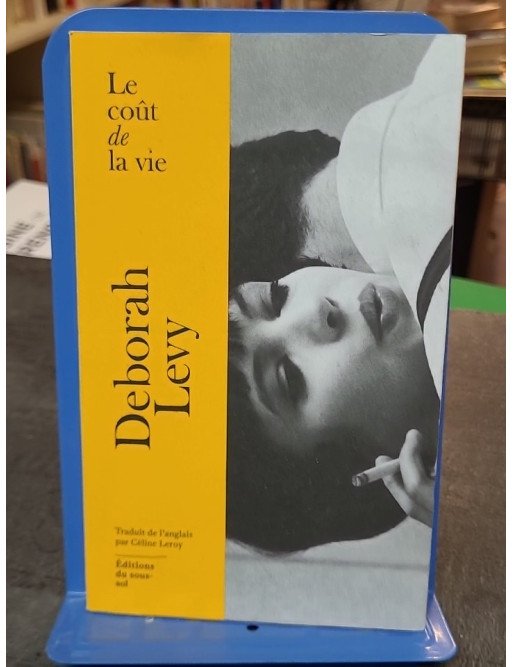 Le
coût
de
la vie
Deborah
Levy
Traduit de l'anglais
par Céline Leroy
Éditions
du sous-
sol